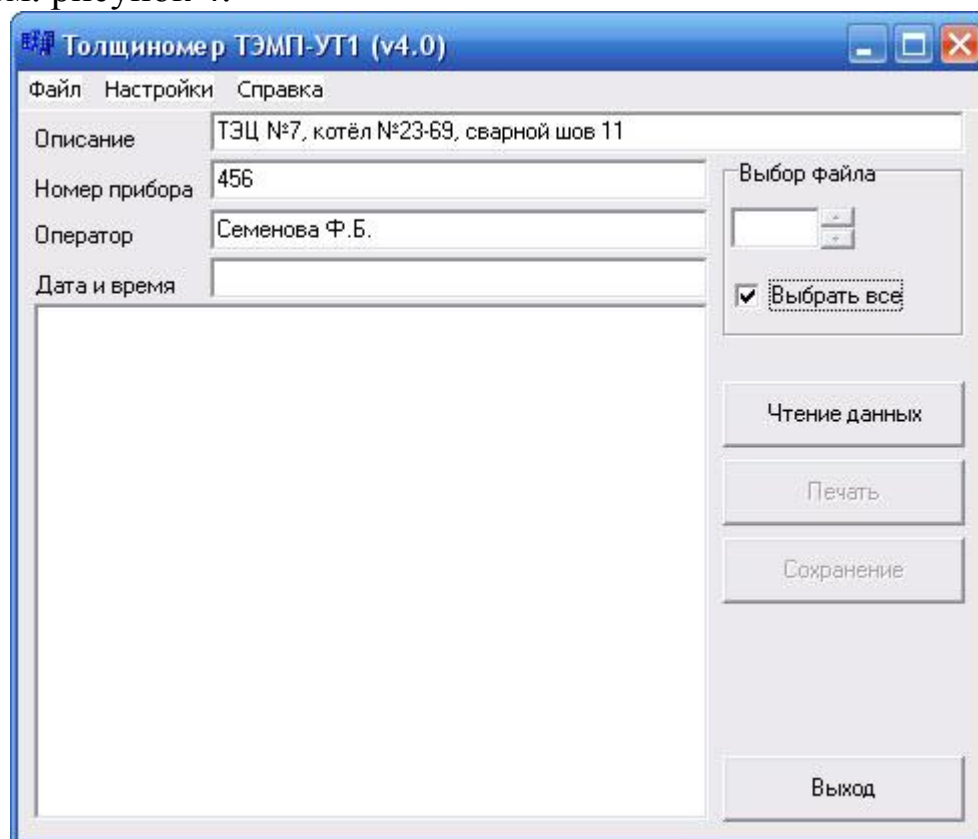 рисунок
Толщиномер ТЭМП-УТ1 (v4.0)
Файл Настройки Справка
Описание ТЭЦ №7, котёл №23-69, сварной шов 11
Номер прибора 456
Выбор файла
Оператор Семенова Ф.Б.
Дата и время
Выбрать все
Чтение данных
Печать
Сохранение
Выход